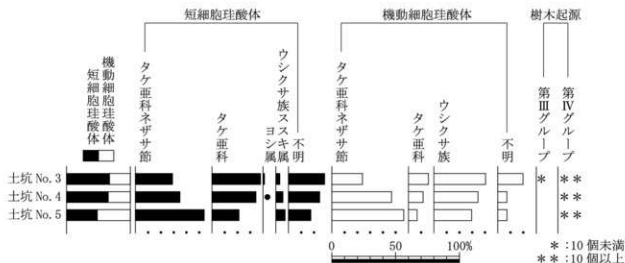 短細胞珪酸体
機動細胞珪酸体
樹木起源
機動細胞珪酸体
短細胞珪酸体
タケ亜科ネザサ節
タケ亜科
ヨシ属
ウシクサ族ススキ属
不明
タケ亜科ネザサ節
タケ亜科
ウシクサ族
不明
第Ⅲグループ
第Ⅳグループ
土坑 No. 3
*
**
土坑 No. 4
**
土坑 No. 5
**
0 50 100%
* :10 個未満
** :10 個以上